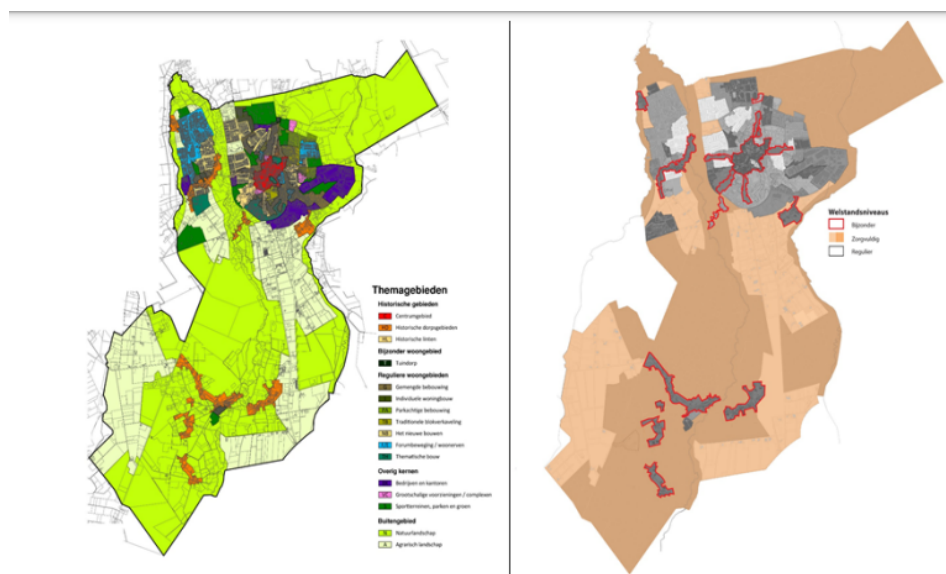 Themagebieden
Historische gebieden
Centrumgebied
Historische dorpsgebieden
Historische linten
Bijzonder woongebied
Tuindorp
Reguliere woongebieden
Gemengde bebouwing
Individuele woningbouw
Parkachtige bebouwing
Traditionele blokverkaveling
Het nieuwe bouwen
Forumbeweging / woonerven
Thematische bouw
Overig kernen
Bedrijven en kantoren
Grootschalige voorzieningen / complexen
Sportterreinen, parken en groen
Buitengebied
Natuurlandschap
Agrarisch landschap
Welstandsniveaus
Bijzonder
Zorgvuldig
Regulier